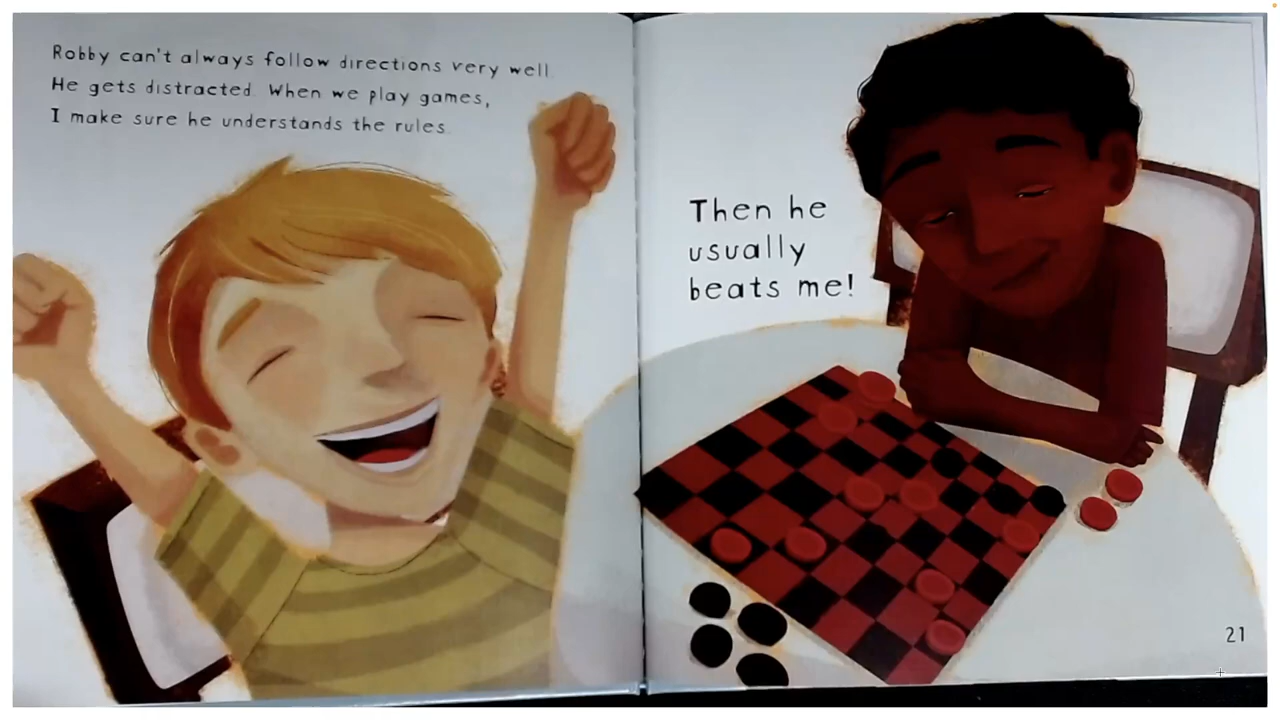 Robby can't always follow directions very well.
He gets distracted. When we play games,
I make sure he understands the rules.
Then he
usually
beats me!
21